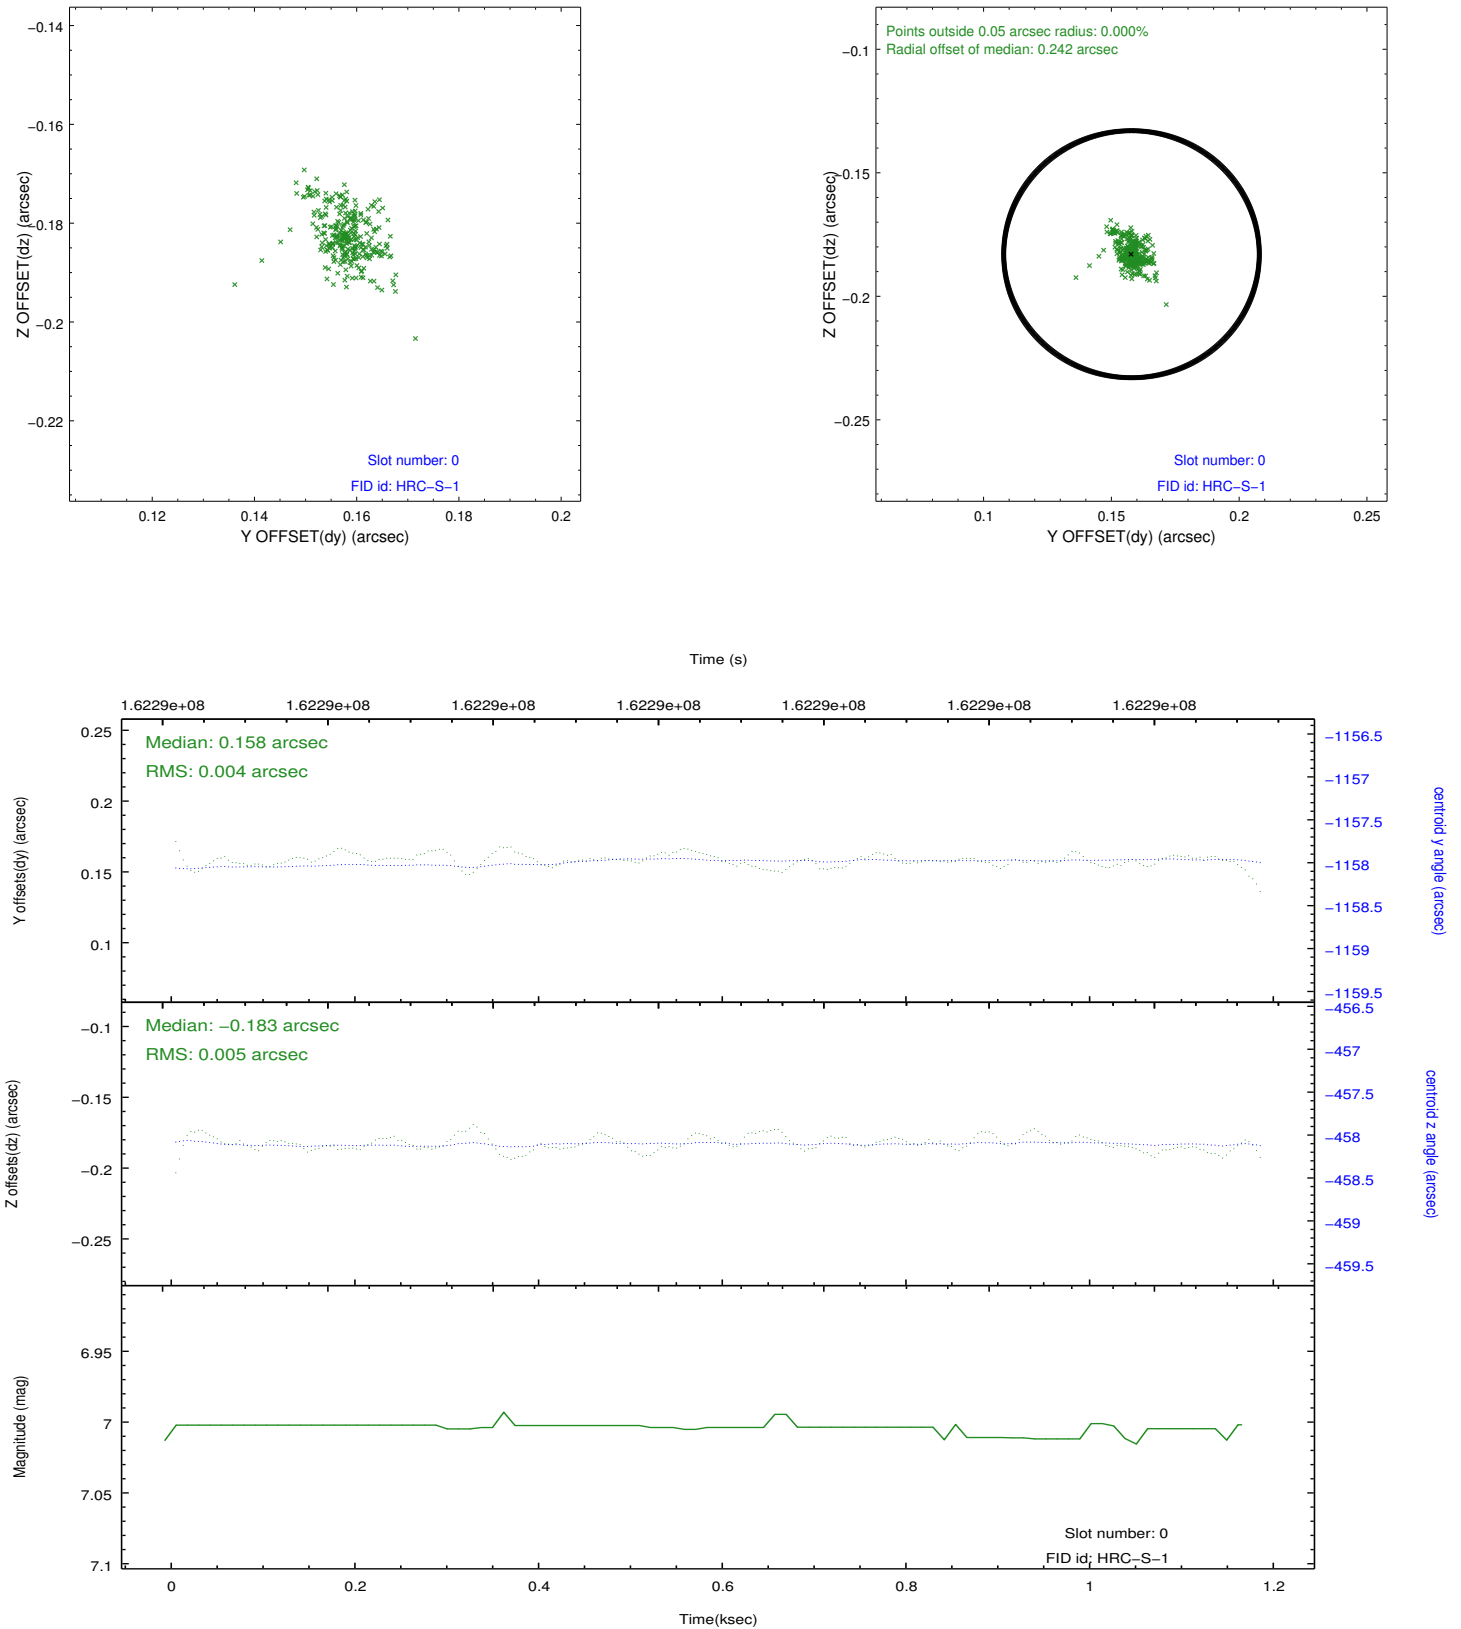 −0.14
−0.16
−0.18
−0.2
−0.22
Z OFFSET(dz) (arcsec)
0.12 0.14 0.16 0.18 0.2
Y OFFSET(dy) (arcsec)
Slot number: 0
FID id: HRC−S−1
Points outside 0.05 arcsec radius: 0.000%
Radial offset of median: 0.242 arcsec
−0.1
−0.15
−0.2
−0.25
Z OFFSET(dz) (arcsec)
0.1 0.15 0.2 0.25
Y OFFSET(dy) (arcsec)
Slot number: 0
FID id: HRC−S−1
Time (s)
1.6229e+08 1.6229e+08 1.6229e+08 1.6229e+08 1.6229e+08 1.6229e+08 1.6229e+08
Median: 0.158 arcsec
RMS: 0.004 arcsec
0.25
0.2
0.15
0.1
Y offsets(dy) (arcsec)
−1156.5
−1157
−1157.5
−1158
−1158.5
−1159
−1159.5
centroid y angle (arcsec)
Median: −0.183 arcsec
RMS: 0.005 arcsec
−0.1
−0.15
−0.2
−0.25
Z offsets(dz) (arcsec)
−456.5
−457
−457.5
−458
−458.5
−459
−459.5
centroid z angle (arcsec)
6.95
7
7.05
7.1
Magnitude (mag)
Slot number: 0
FID id: HRC−S−1
0 0.2 0.4 0.6 0.8 1 1.2
Time(ksec)